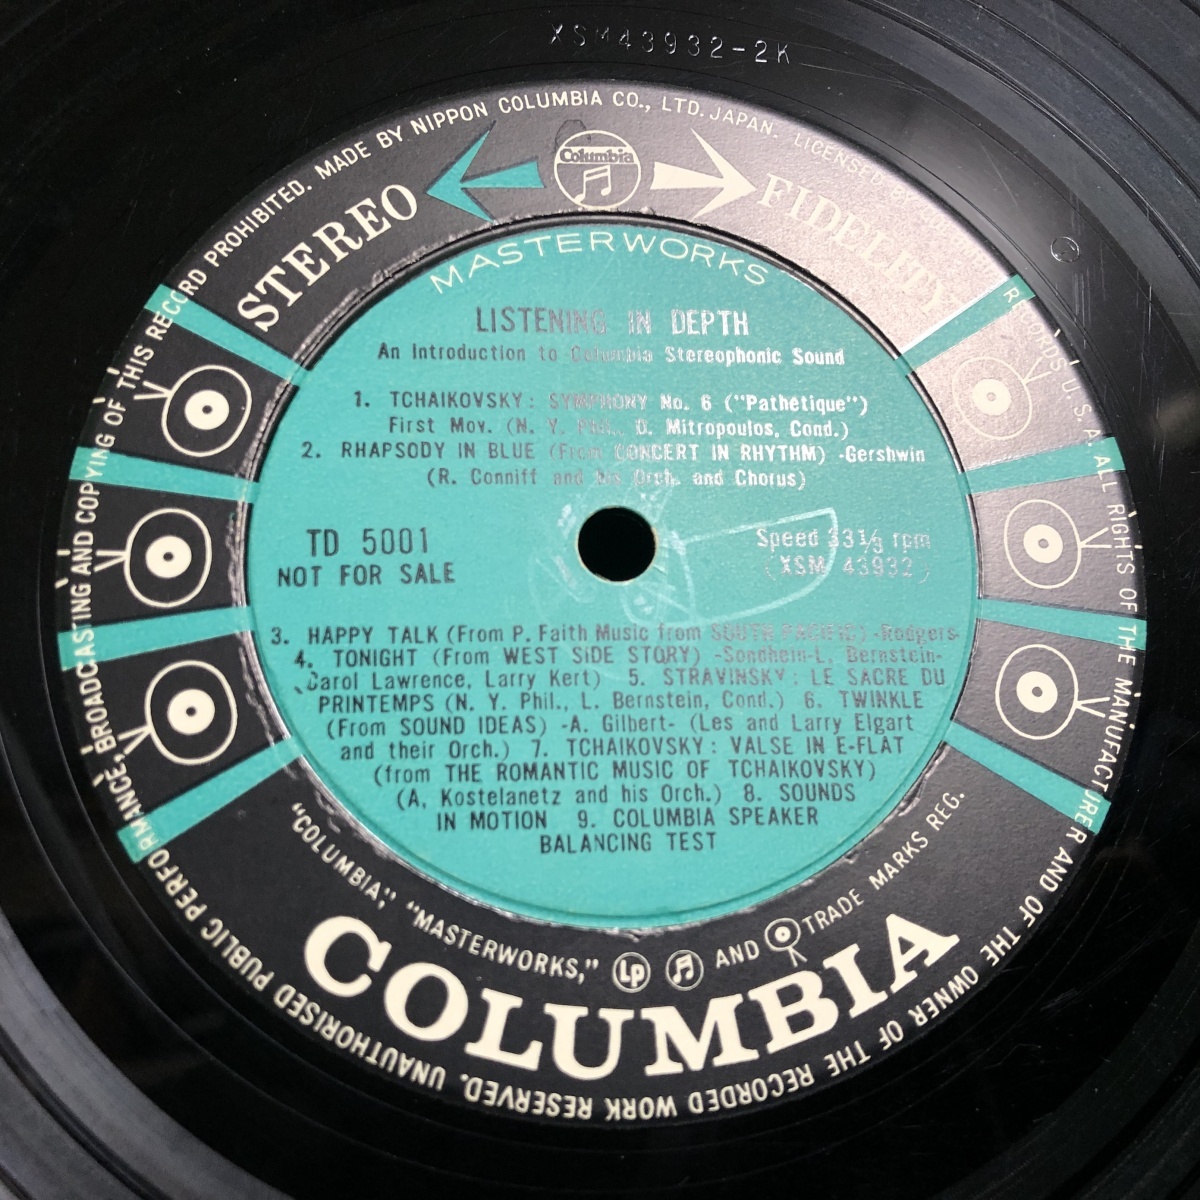 XSM43932-2K
MADE BY NIPPON COLUMBIA CO., LTD. JAPAN. LICENSED BY RECORDS U.S.A. ALL RIGHTS OF THE MANUFACTURER AND OF THE OWNER OF THE RECORDED WORK RESERVED. UNAUTHORISED PUBLIC PERFORMANCE, BROADCASTING AND COPYING OF THIS RECORD PROHIBITED.
STEREO Columbia FIDELITY
MASTERWORKS
LISTENING IN DEPTH
An Introduction to Columbia Stereophonic Sound
1. TCHAIKOVSKY: SYMPHONY No. 6 ("Pathétique")
First Mov. (N. Y. Phil., D. Mitropoulos, Cond.)
2. RHAPSODY IN BLUE (From CONCERT IN RHYTHM) -Gershwin
(R. Conniff and his Orch. and Chorus)
TD 5001
NOT FOR SALE
Speed 33⅓ rpm
(XSM 43932)
3. HAPPY TALK (From P. Faith Music from SOUTH PACIFIC) -Rodgers-
4. TONIGHT (From WEST SIDE STORY) -Sondhein-L. Bernstein-
Carol Lawrence, Larry Kert) 5. STRAVINSKY: LE SACRE DU
PRINTEMPS (N. Y. Phil., L. Bernstein, Cond.) 6. TWINKLE
(From SOUND IDEAS) -A. Gilbert- (Les and Larry Elgart
and their Orch.) 7. TCHAIKOVSKY: VALSE IN E-FLAT
(from THE ROMANTIC MUSIC OF TCHAIKOVSKY)
(A. Kostelanetz and his Orch.) 8. SOUNDS
IN MOTION 9. COLUMBIA SPEAKER
BALANCING TEST
"COLUMBIA," "MASTERWORKS," Lp AND TRADE MARKS REG.
COLUMBIA